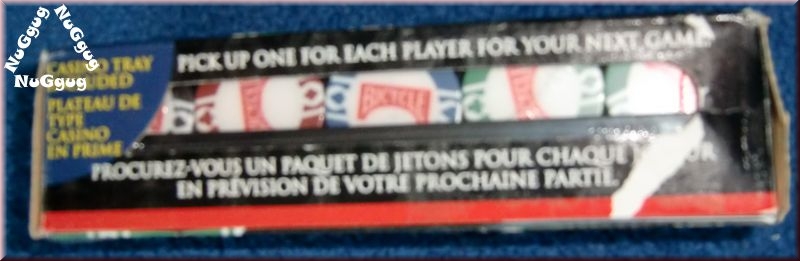 NuGgug
NuGgug
NuGgug
PICK UP ONE FOR EACH PLAYER FOR YOUR NEXT GAME.
CASINO TRAY
PLATEAU DE
TYPE
CASINO
EN PRIME
BICYCLE
PROCUREZ-VOUS UN PAQUET DE JETONS POUR CHAQUE
EN PRÉVISION DE VOTRE PROCHAINE PARTIE.